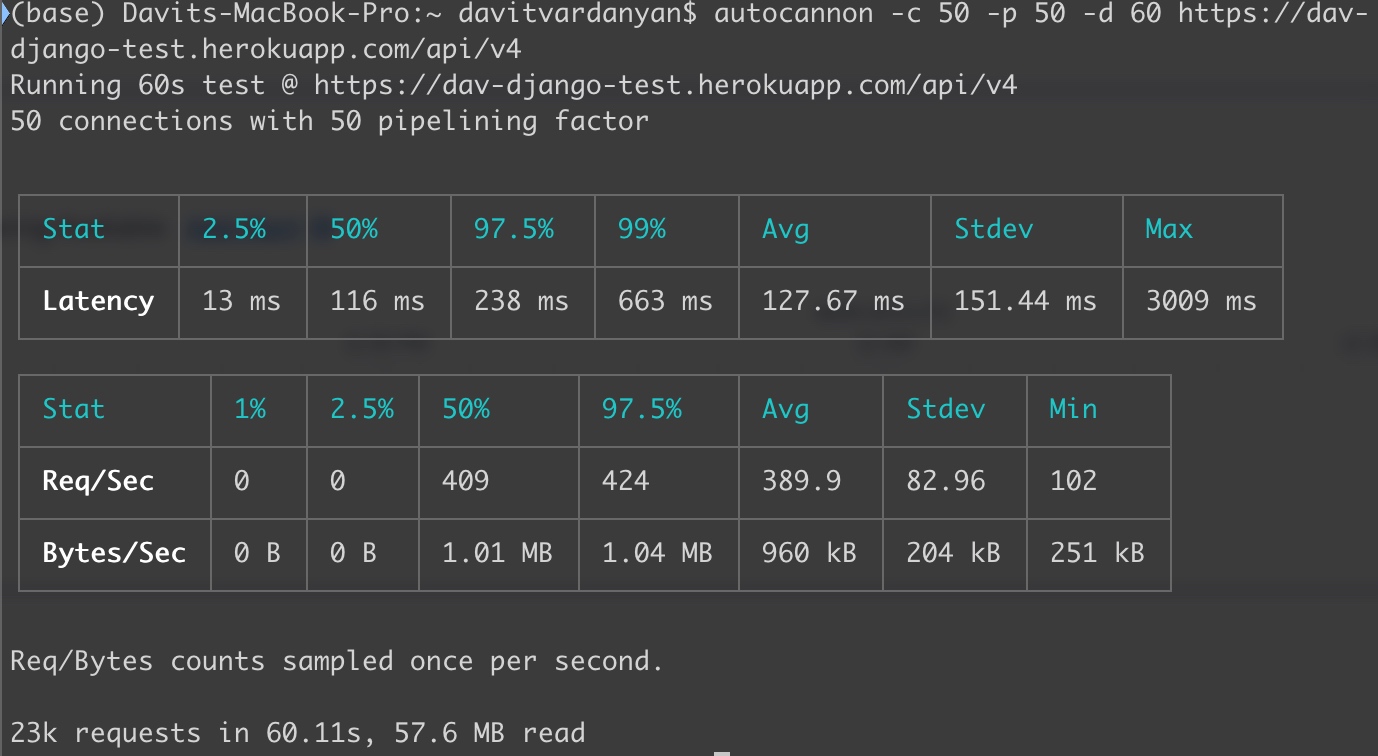 (base) Davits-MacBook-Pro:~ davitvardanyan$ autocannon -c 50 -p 50 -d 60 https://dav-
django-test.herokuapp.com/api/v4
Running 60s test @ https://dav-django-test.herokuapp.com/api/v4
50 connections with 50 pipelining factor
Stat 2.5% 50% 97.5% 99% Avg Stdev Max
Latency 13 ms 116 ms 238 ms 663 ms 127.67 ms 151.44 ms 3009 ms
Stat 1% 2.5% 50% 97.5% Avg Stdev Min
Req/Sec 0 0 409 424 389.9 82.96 102
Bytes/Sec 0 B 0 B 1.01 MB 1.04 MB 960 kB 204 kB 251 kB
Req/Bytes counts sampled once per second.
23k requests in 60.11s, 57.6 MB read